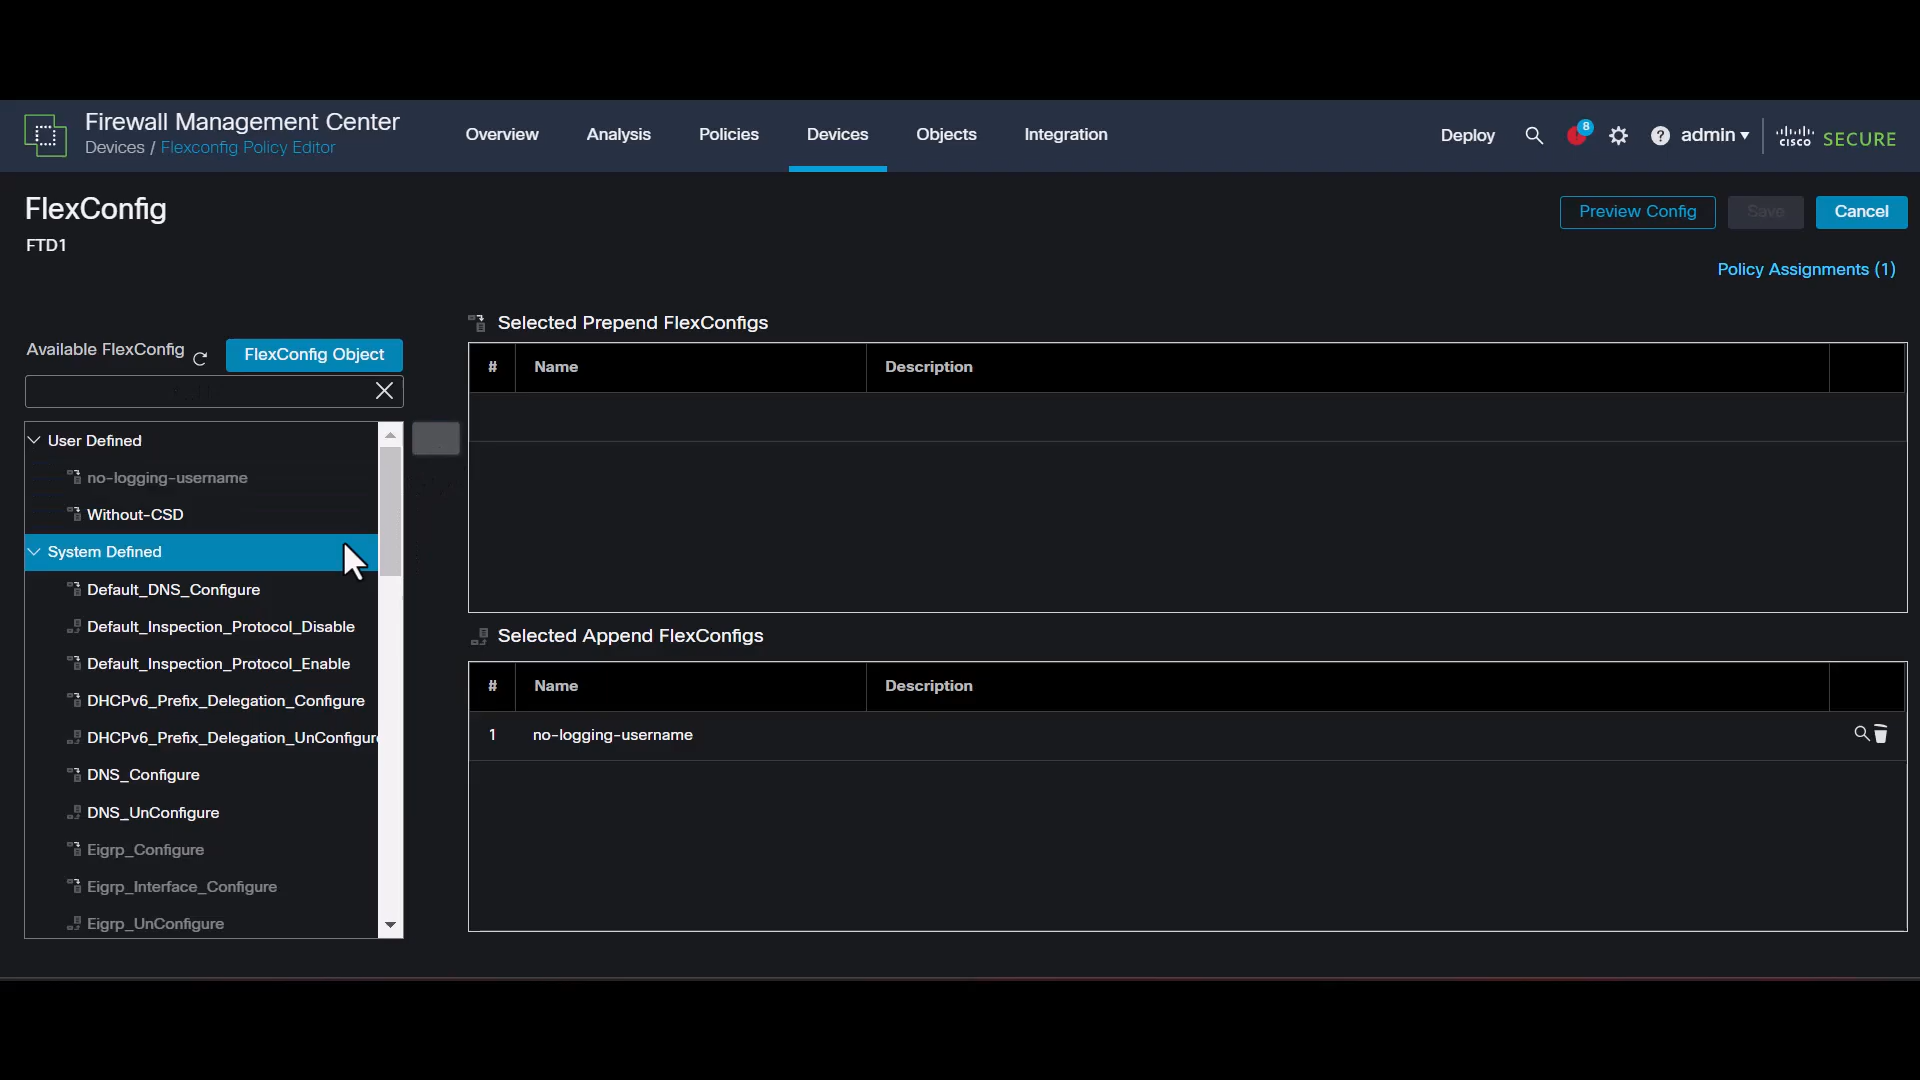 Firewall Management Center
Devices / Flexconfig Policy Editor
Overview
Analysis
Policies
Devices
Objects
Integration
Deploy
8
?
admin
cisco
SECURE
FlexConfig
FTD1
Preview Config
Save
Cancel
Policy Assignments (1)
Available FlexConfig
FlexConfig Object
User Defined
no-logging-username
Without-CSD
System Defined
Default_DNS_Configure
Default_Inspection_Protocol_Disable
Default_Inspection_Protocol_Enable
DHCPv6_Prefix_Delegation_Configure
DHCPv6_Prefix_Delegation_UnConfigur
DNS_Configure
DNS_UnConfigure
Eigrp_Configure
Eigrp_Interface_Configure
Eigrp_UnConfigure
Selected Prepend FlexConfigs
# Name Description
Selected Append FlexConfigs
# Name Description
1 no-logging-username